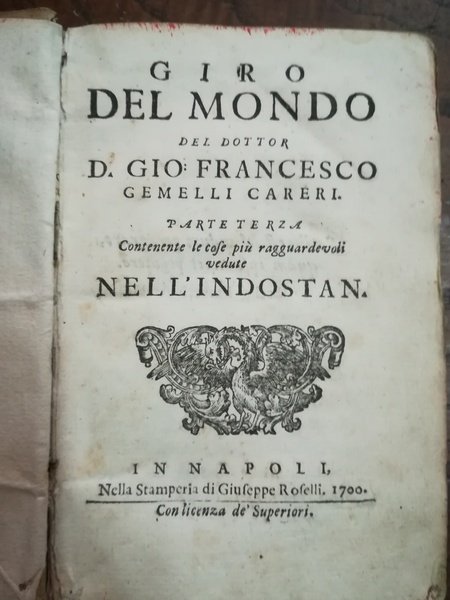 GIRO
DEL MONDO
DEL DOTTOR
D. GIO: FRANCESCO
GEMELLI CARERI.
PARTE TERZA
Contenente le cose più ragguardevoli
vedute
NELL'INDOSTAN.
IN NAPOLI,
Nella Stamperia di Giuseppe Roselli. 1700.
Con licenza de' Superiori.